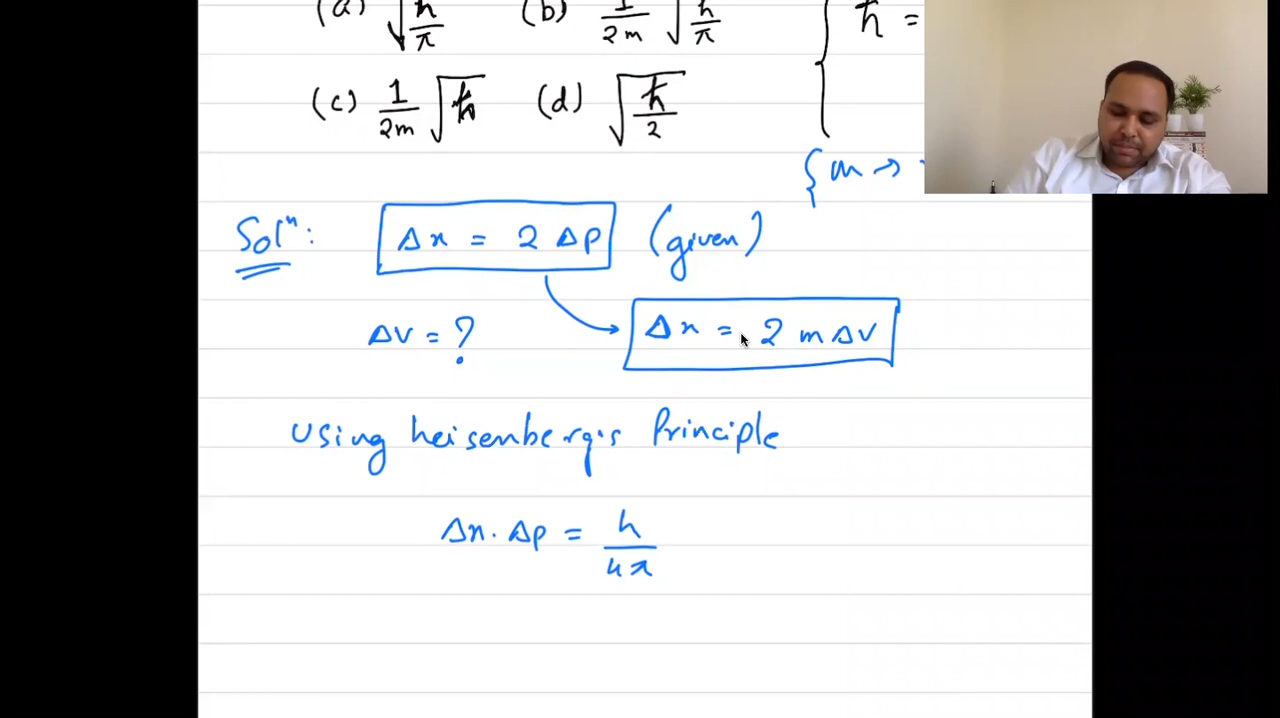 (a) √ħ/π (b) 1/2m √ħ/π ħ =
(c) 1/2m √ħ (d) √ħ/2
{m →
Solⁿ: Δx = 2 Δp (given)
ΔV = ? Δx = 2 m ΔV
Using heisenberg's Principle
Δx. Δp = h/4π